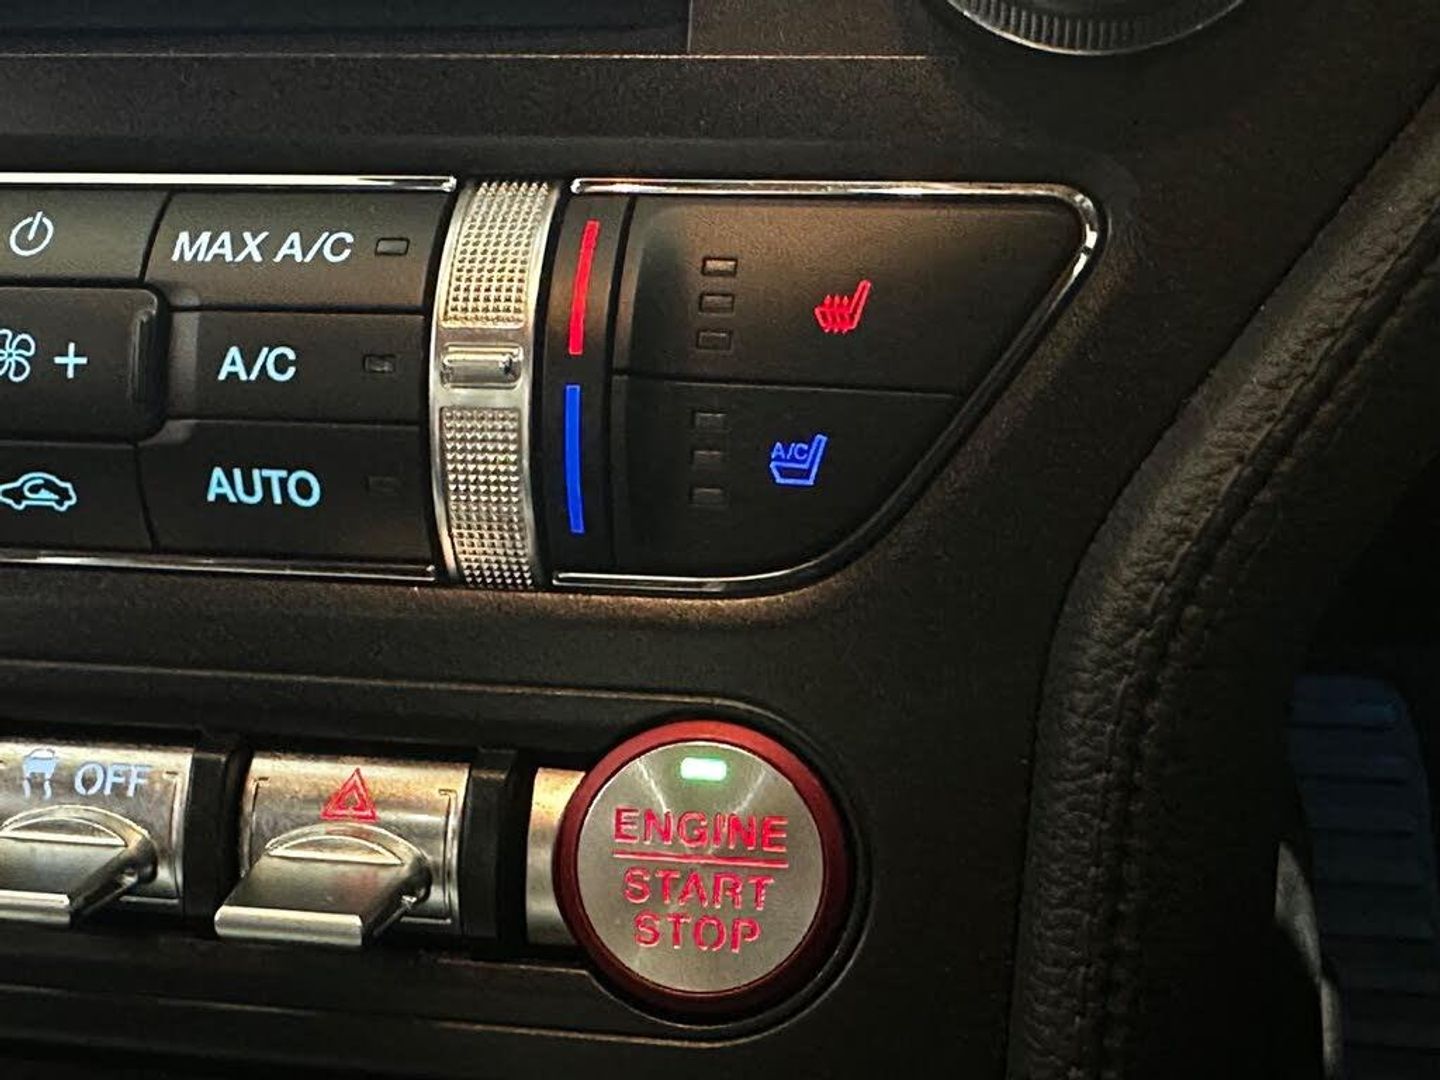 MAX A/C
+
A/C
A/C
AUTO
OFF
ENGINE
START
STOP